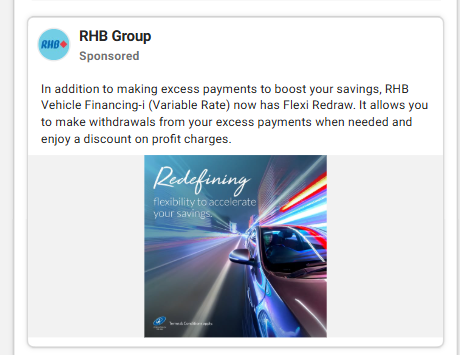 RHB
RHB Group
Sponsored
In addition to making excess payments to boost your savings, RHB
Vehicle Financing-i (Variable Rate) now has Flexi Redraw. It allows you
to make withdrawals from your excess payments when needed and
enjoy a discount on profit charges.
Redefining
flexibility to accelerate
your savings.
Terms & Conditions apply.